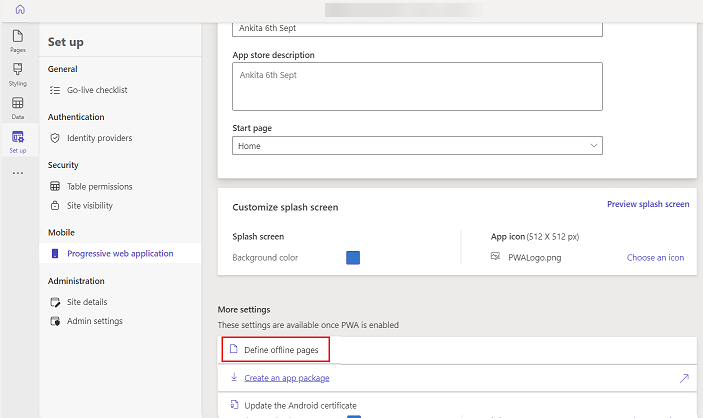 Pages
Styling
Data
Set up
Set up
General
Go-live checklist
Authentication
Identity providers
Security
Table permissions
Site visibility
Mobile
Progressive web application
Administration
Site details
Admin settings
Ankita 6th Sept
App store description
Ankita 6th Sept
Start page
Home
Customize splash screen
Preview splash screen
Splash screen
Background color
App icon (512 X 512 px)
PWALogo.png
Choose an icon
More settings
These settings are available once PWA is enabled
Define offline pages
Create an app package
Update the Android certificate